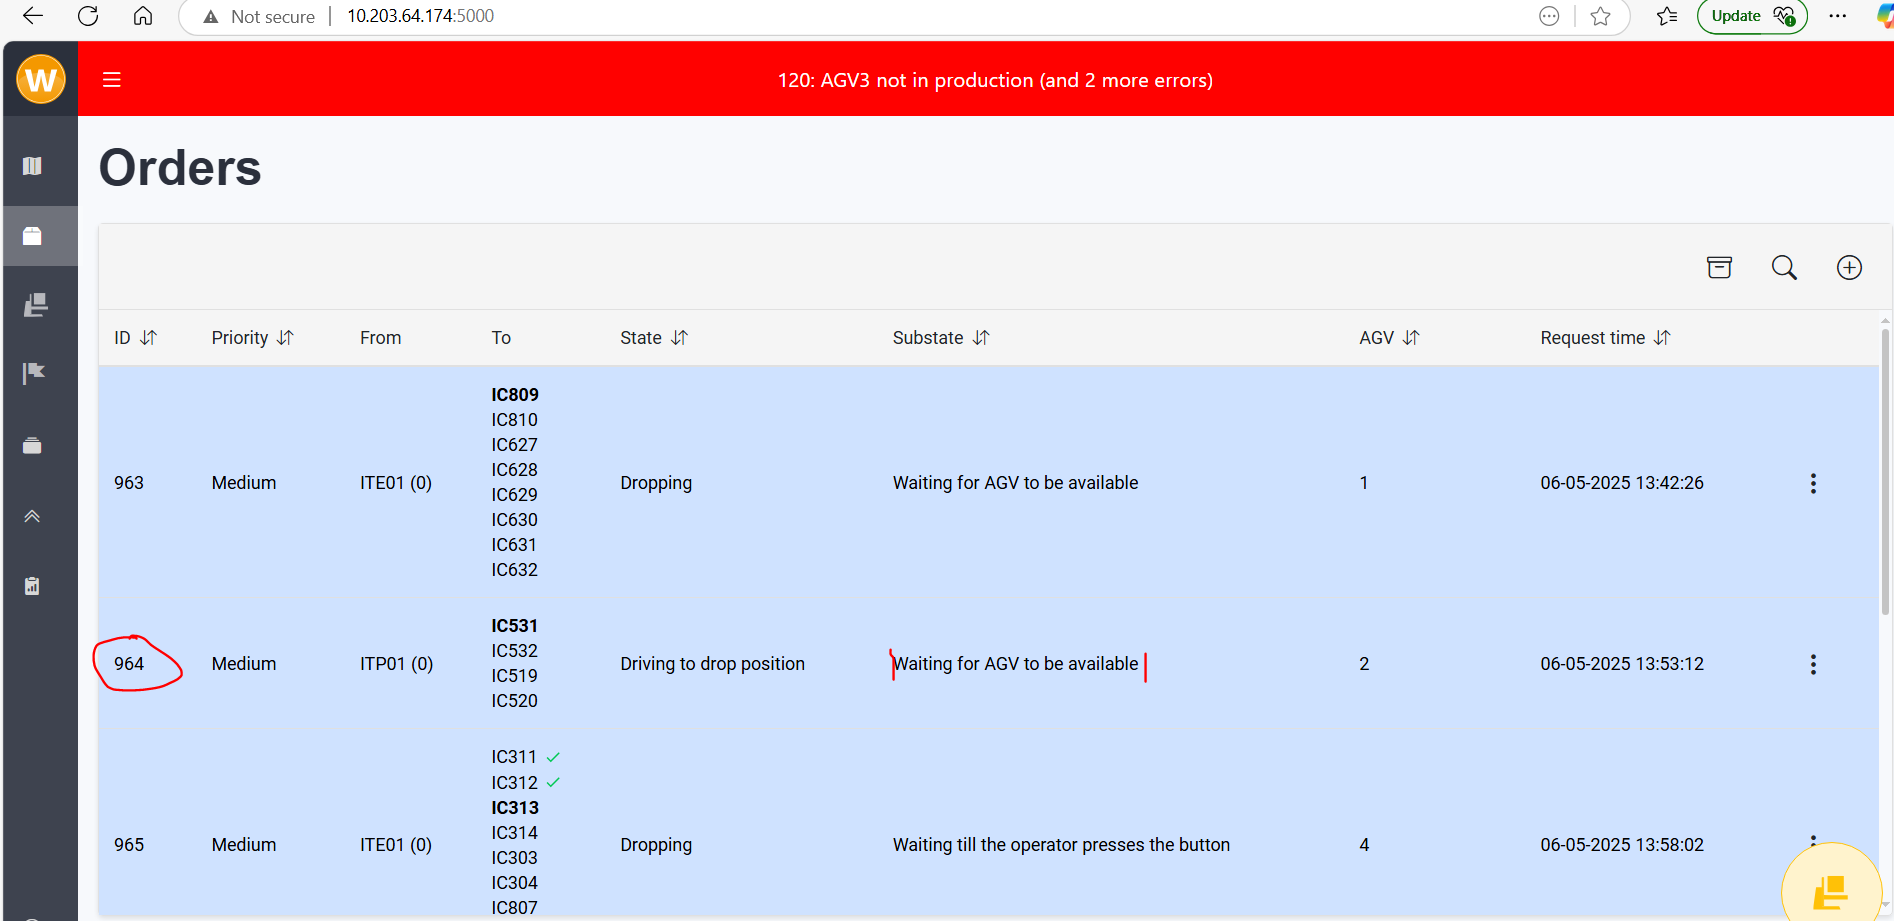 Not secure
10.203.64.174:5000
Update
W
120: AGV3 not in production (and 2 more errors)
Orders
ID Priority From To State Substate AGV Request time
963 Medium ITE01 (0) IC809 Dropping Waiting for AGV to be available 1 06-05-2025 13:42:26
IC810
IC627
IC628
IC629
IC630
IC631
IC632
964 Medium ITP01 (0) IC531 Driving to drop position Waiting for AGV to be available 2 06-05-2025 13:53:12
IC532
IC519
IC520
965 Medium ITE01 (0) IC311 Dropping Waiting till the operator presses the button 4 06-05-2025 13:58:02
IC312
IC313
IC314
IC303
IC304
IC807